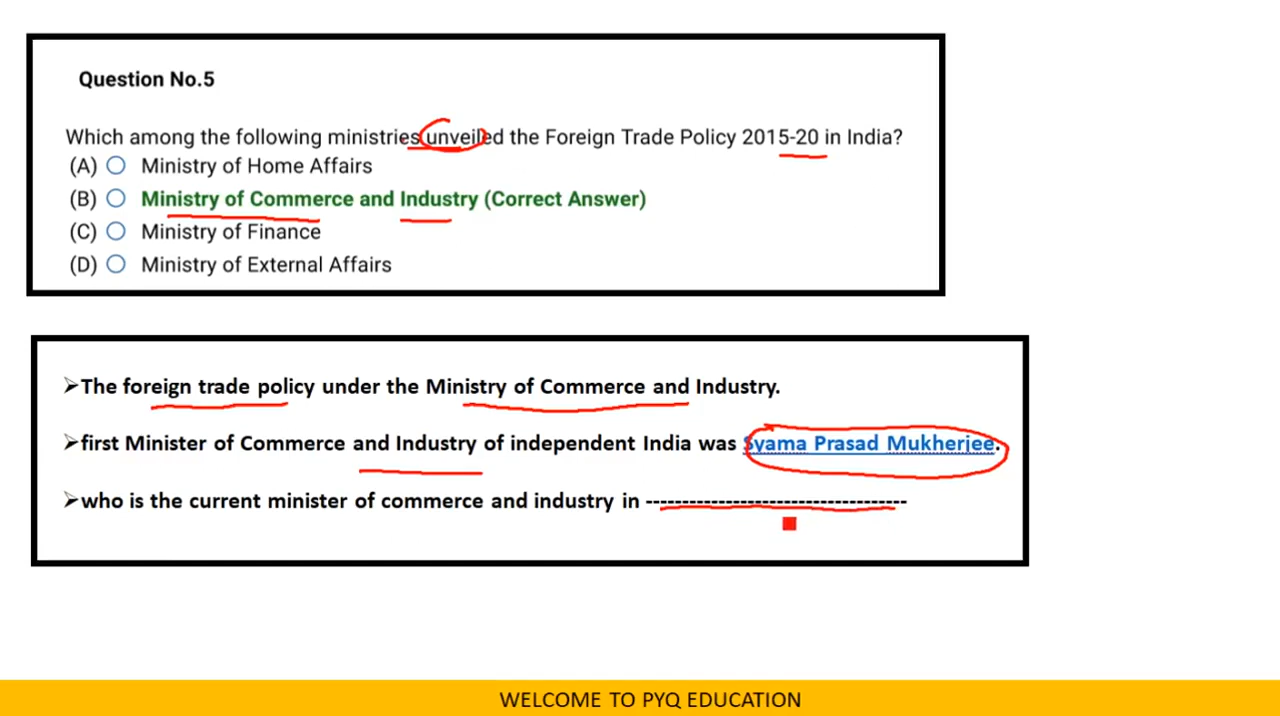 Question No.5
Which among the following ministries unveiled the Foreign Trade Policy 2015-20 in India?
(A) Ministry of Home Affairs
(B) Ministry of Commerce and Industry (Correct Answer)
(C) Ministry of Finance
(D) Ministry of External Affairs
➢The foreign trade policy under the Ministry of Commerce and Industry.
➢first Minister of Commerce and Industry of independent India was Syama Prasad Mukherjee.
➢who is the current minister of commerce and industry in -----------------------------------
WELCOME TO PYQ EDUCATION